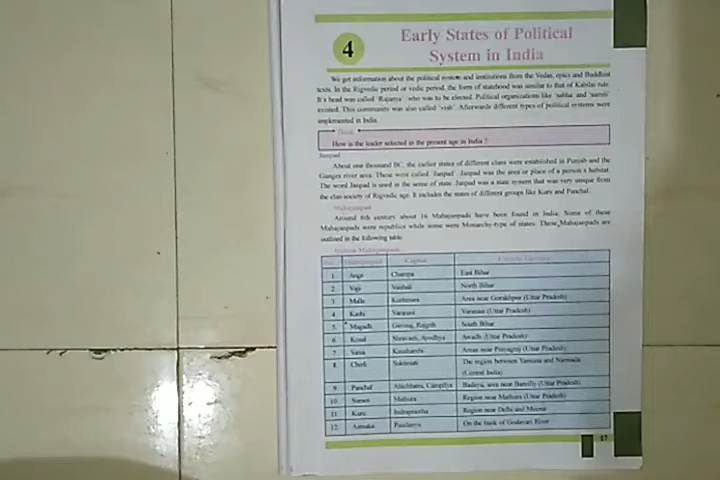 4
Early States of Political
System in India
We get information about the political system and institutions from the Vedas, epics and Buddhist
texts. In the Rigvedic period or vedic period, the form of statehood was similar to that of Kabilai rule.
It's head was called 'Rajanya' who was to be elected. Political organizations like 'sabha' and 'samiti'
existed. This community was also called 'vish'. Afterwards different types of political systems were
implemented in India.
Think
How is the leader selected in the present age in India ?
Janpad
About one thousand BC, the earlier states of different clans were established in Punjab and the
Ganges river area. These were called 'Janpad'. Janpad was the area or place of a person's habitat.
The word Janpad is used in the sense of state. Janpad was a state system that was very unique from
the clan society of Rigvedic age. It includes the states of different groups like Kuru and Panchal.
Mahajanpad
Around 6th century about 16 Mahajanpads have been found in India. Some of these
Mahajanpads were republics while some were Monarchy-type of states. These Mahajanpads are
outlined in the following table.
Mahajanpads
No. Mahajanpad Capital
1 Anga Champa East Bihar
2 Vajji Vaishali North Bihar
3. Malla Area near Gorakhpur (Uttar Pradesh)
4. Kashi Varanasi Varanasi (Uttar Pradesh)
5. Magadh Girivraj, Rajgrih South Bihar
6. Kosal Shravasti, Ayodhya Awadh (Uttar Pradesh)
7. Vatsa Kaushambi Areas near Prayagraj (Uttar Pradesh)
8. Chedi The region between Yamuna and Narmada
(Central India)
9. Panchal Ahichhatra, Campilya Badayu, area near Bareilly (Uttar Pradesh)
10. Mathura Region near Mathura (Uttar Pradesh)
11. Kuru Indraprastha Region near Delhi and Meerut
12. Asmaka On the bank of Godavari River
17